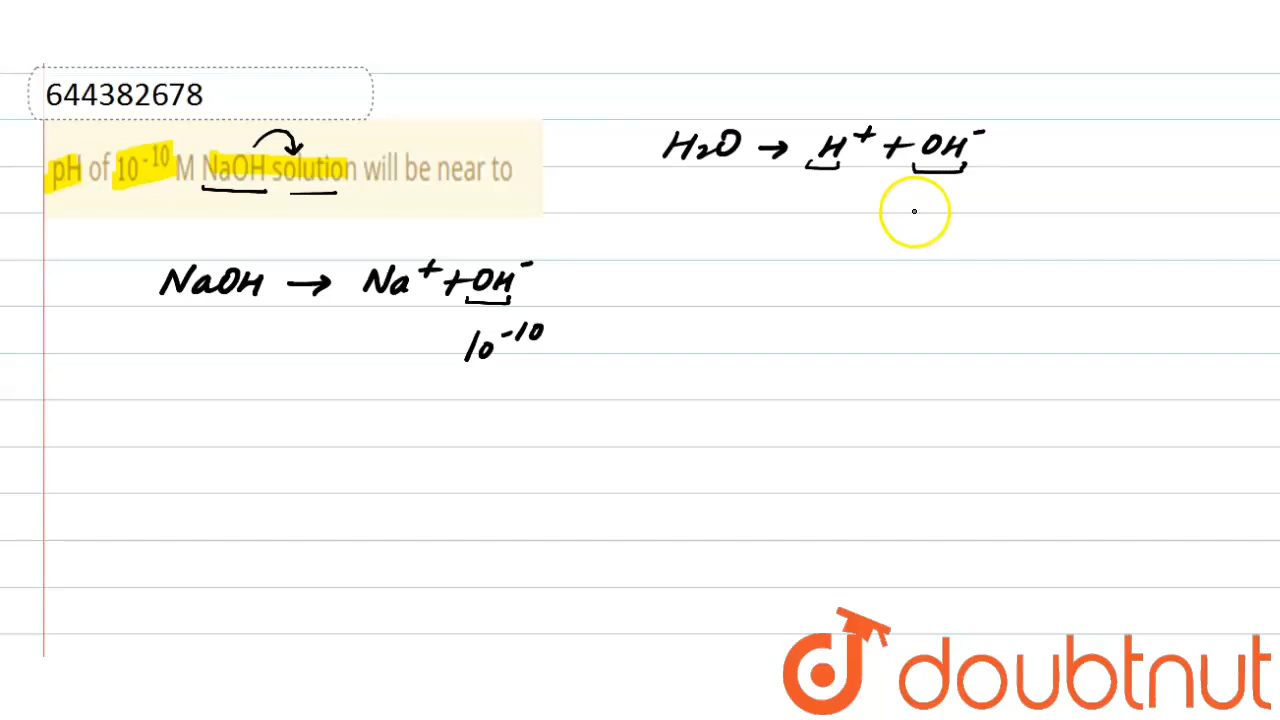 644382678
pH of 10⁻¹⁰ M NaOH solution will be near to
H₂O → H⁺ + OH⁻
NaOH → Na⁺ + OH⁻
10⁻¹⁰
doubtnut